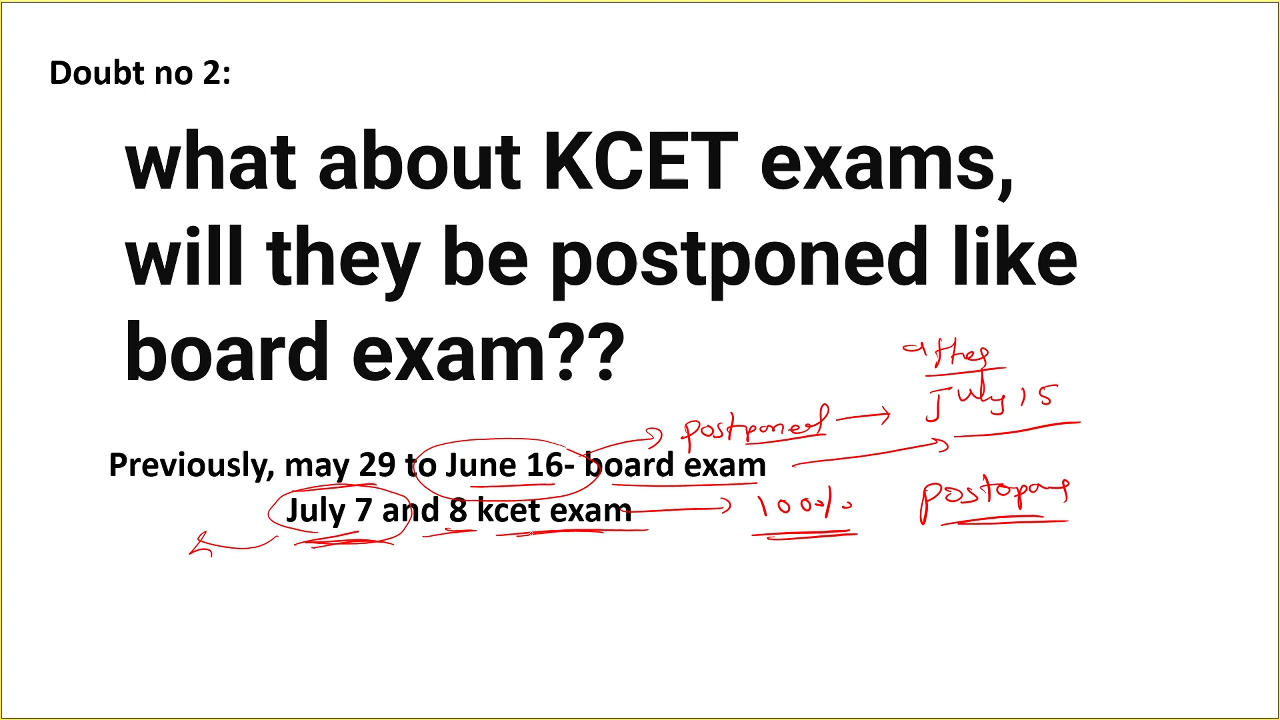 Doubt no 2:
what about KCET exams,
will they be postponed like
board exam??
after
July 15
postponed
Previously, may 29 to June 16- board exam
July 7 and 8 kcet exam
100%